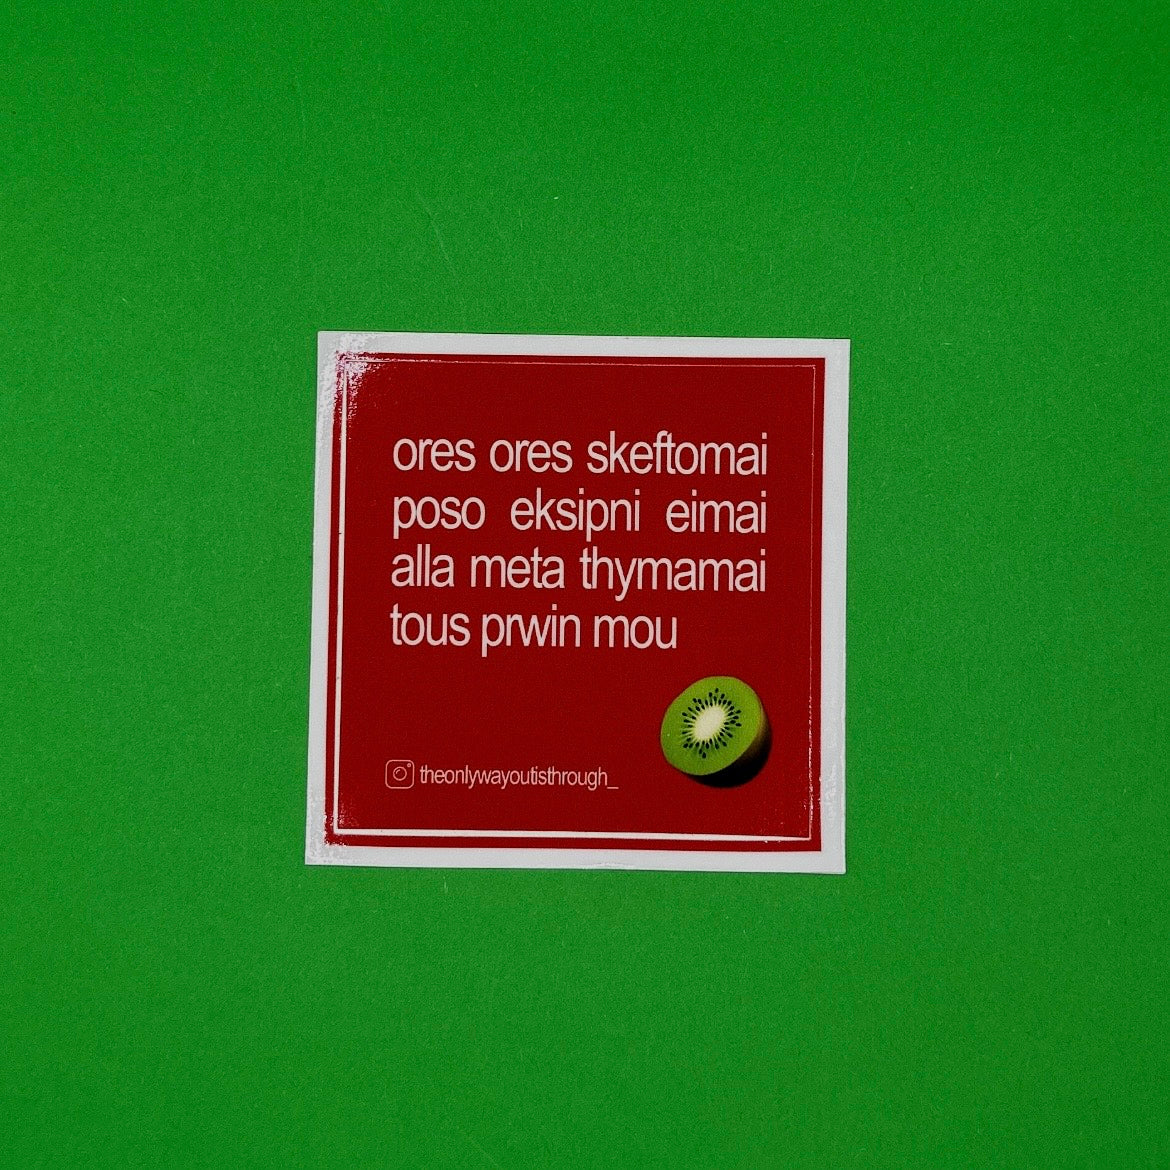 ores ores skeftomai
poso eksipni eimai
alla meta thymamai
tous prwin mou
theonlywayoutisthrough_